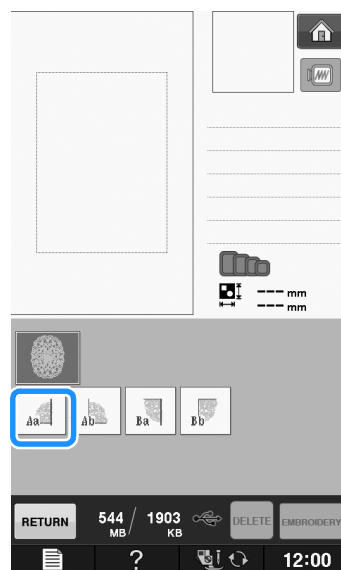 --- mm
--- mm
Aa Ab Ba Bb
RETURN 544 MB / 1903 KB DELETE EMBROIDERY
? 12:00